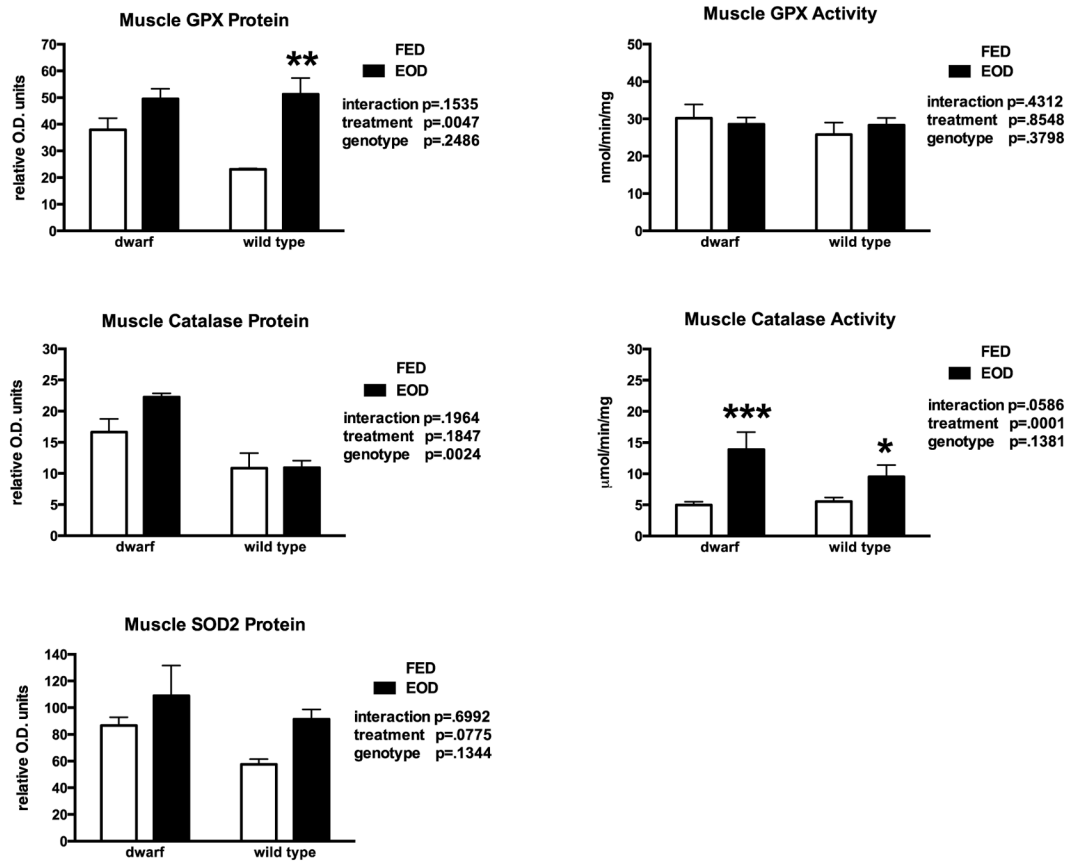 Muscle GPX Protein
relative O.D. units
70
60
50
40
30
20
10
0
**
dwarf
wild type
FED
EOD
interaction p=.1535
treatment p=.0047
genotype p=.2486
Muscle GPX Activity
nmol/min/mg
50
40
30
20
10
0
dwarf
wild type
FED
EOD
interaction p=.4312
treatment p=.8548
genotype p=.3798
Muscle Catalase Protein
relative O.D. units
30
25
20
15
10
5
0
dwarf
wild type
FED
EOD
interaction p=.1964
treatment p=.1847
genotype p=.0024
Muscle Catalase Activity
µmol/min/mg
30
25
20
15
10
5
0
***
*
dwarf
wild type
FED
EOD
interaction p=.0586
treatment p=.0001
genotype p=.1381
Muscle SOD2 Protein
relative O.D. units
140
120
100
80
60
40
20
0
dwarf
wild type
FED
EOD
interaction p=.6992
treatment p=.0775
genotype p=.1344